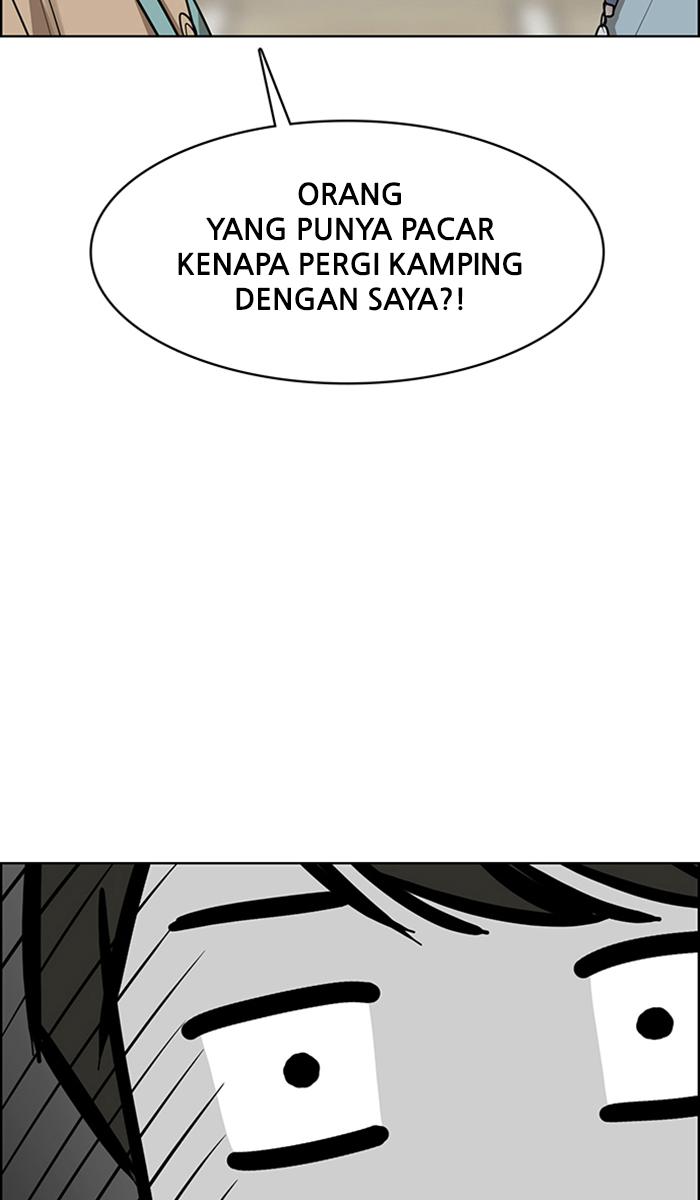 ORANG
YANG PUNYA PACAR
KENAPA PERGI KAMPING
DENGAN SAYA?!